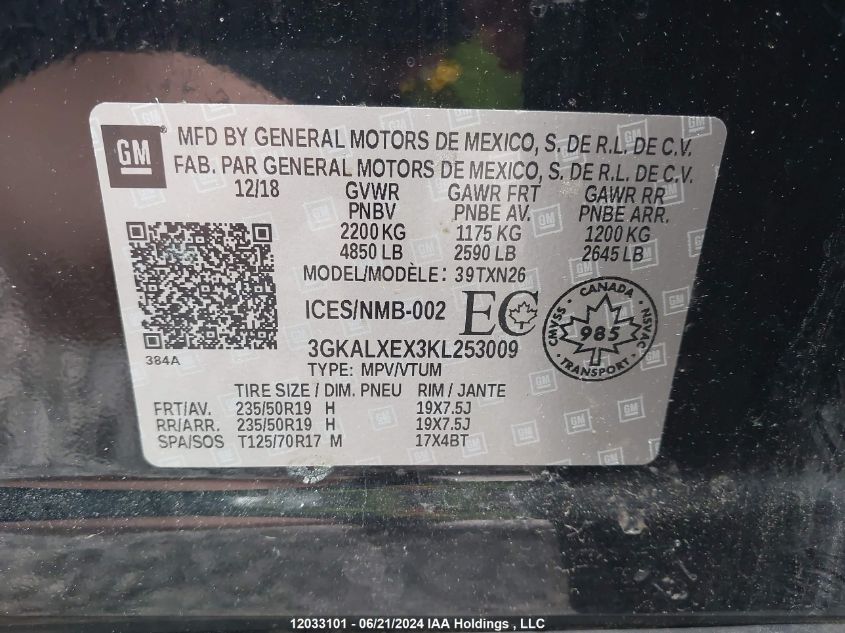 GM
MFD BY GENERAL MOTORS DE MEXICO, S. DE R.L. DE C.V.
FAB. PAR GENERAL MOTORS DE MEXICO, S. DE R.L. DE C.V.
12/18 GVWR GAWR FRT GAWR RR
PNBV PNBE AV. PNBE ARR.
2200 KG 1175 KG 1200 KG
4850 LB 2590 LB 2645 LB
MODEL/MODÈLE: 39TXN26
ICES/NMB-002 EC
CANADA
CMVSS 985 NSVAC
TRANSPORT
384A
3GKALXEX3KL253009
TYPE: MPV/VTUM
TIRE SIZE / DIM. PNEU RIM / JANTE
FRT/AV. 235/50R19 H 19X7.5J
RR/ARR. 235/50R19 H 19X7.5J
SPA/SOS T125/70R17 M 17X4BT
12033101 - 06/21/2024 IAA Holdings , LLC